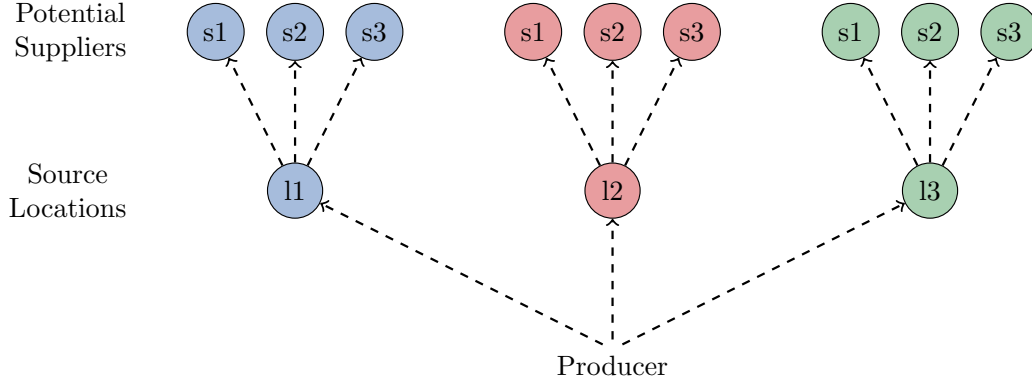 Potential
Suppliers
s1 s2 s3 s1 s2 s3 s1 s2 s3
Source
Locations
l1 l2 l3
Producer